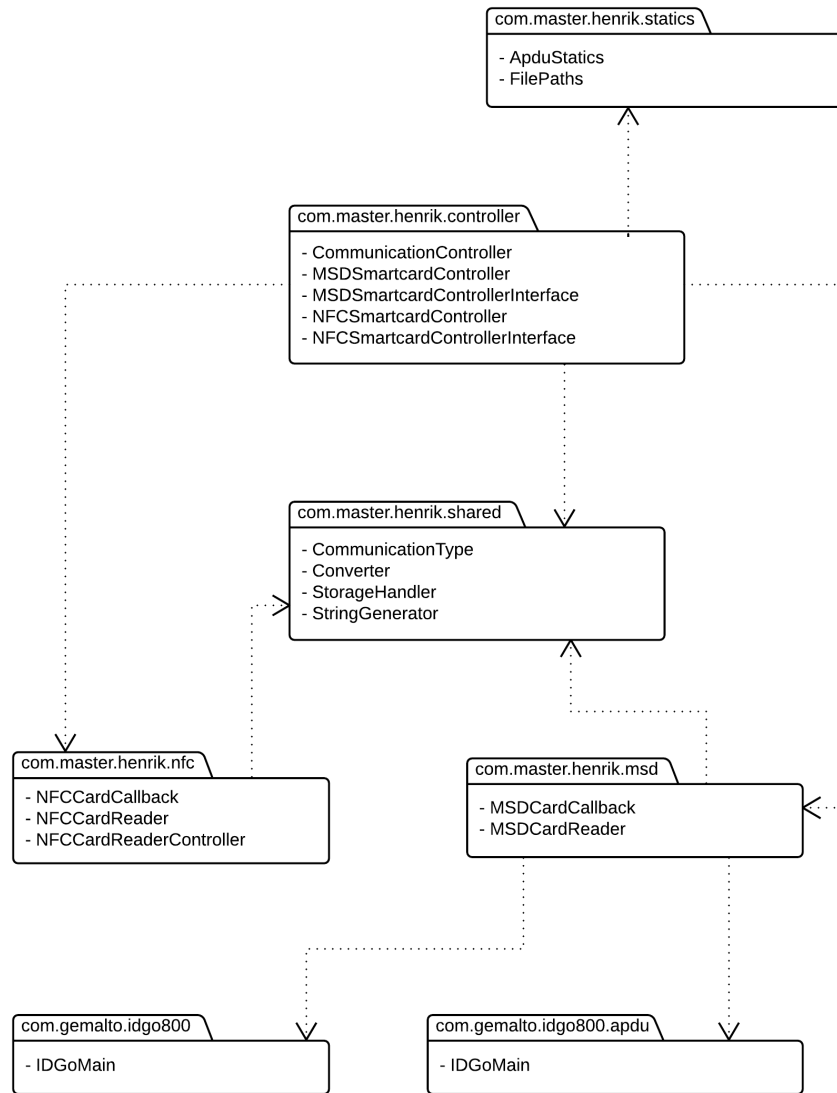 com.master.henrik.statics
- ApduStatics
- FilePaths
com.master.henrik.controller
- CommunicationController
- MSDSmartcardController
- MSDSmartcardControllerInterface
- NFCSmartcardController
- NFCSmartcardControllerInterface
com.master.henrik.shared
- CommunicationType
- Converter
- StorageHandler
- StringGenerator
com.master.henrik.nfc
- NFCCardCallback
- NFCCardReader
- NFCCardReaderController
com.master.henrik.msd
- MSDCardCallback
- MSDCardReader
com.gemalto.idgo800
- IDGoMain
com.gemalto.idgo800.apdu
- IDGoMain